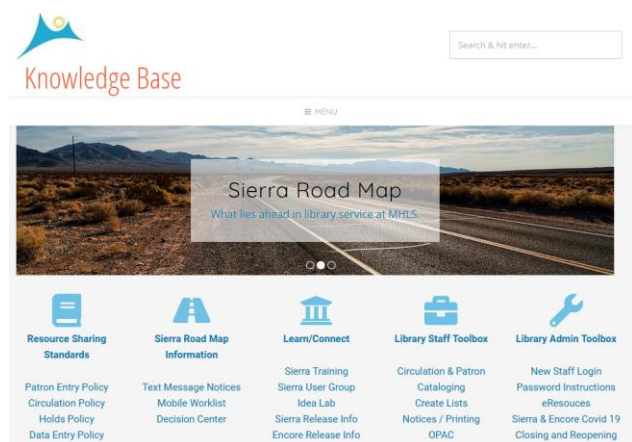 Knowledge Base
Search & hit enter...
≡ MENU
Sierra Road Map
What lies ahead in library service at MHLS.
Resource Sharing
Standards
Patron Entry Policy
Circulation Policy
Holds Policy
Data Entry Policy
Sierra Road Map
Information
Text Message Notices
Mobile Worklist
Decision Center
Learn/Connect
Sierra Training
Sierra User Group
Idea Lab
Sierra Release Info
Encore Release Info
Library Staff Toolbox
Circulation & Patron
Cataloging
Create Lists
Notices / Printing
OPAC
Library Admin Toolbox
New Staff Login
Password Instructions
eResouces
Sierra & Encore Covid 19
Closing and Reopening